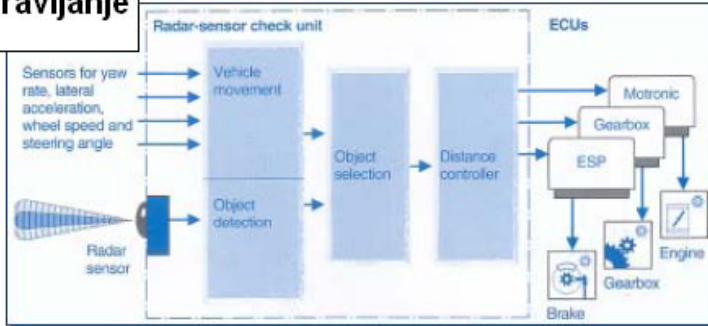 ravljanje
Radar-sensor check unit
ECUs
Sensors for yaw
rate, lateral
acceleration,
wheel speed and
steering angle
Vehicle
movement
Object
selection
Distance
controller
Object
detection
Radar
sensor
Motronic
Gearbox
ESP
Engine
Gearbox
Brake